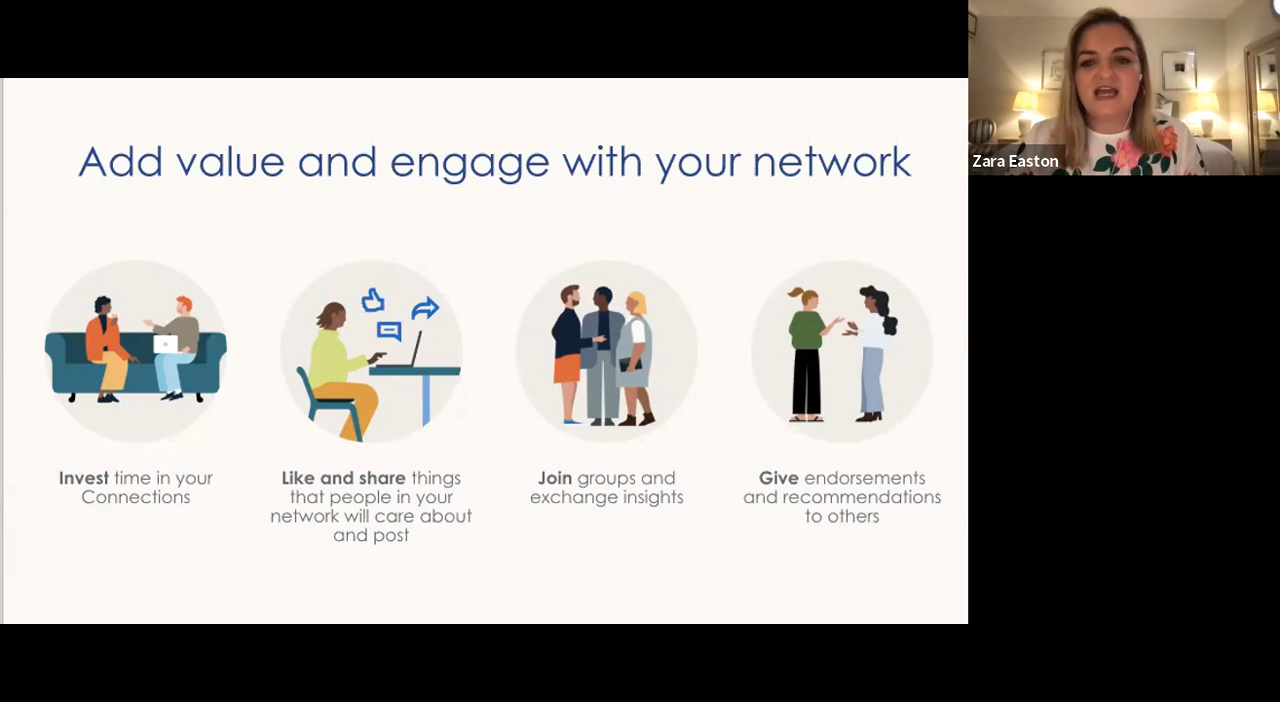 Add value and engage with your network
Invest time in your
Connections
Like and share things
that people in your
network will care about
and post
Join groups and
exchange insights
Give endorsements
and recommendations
to others
Zara Easton